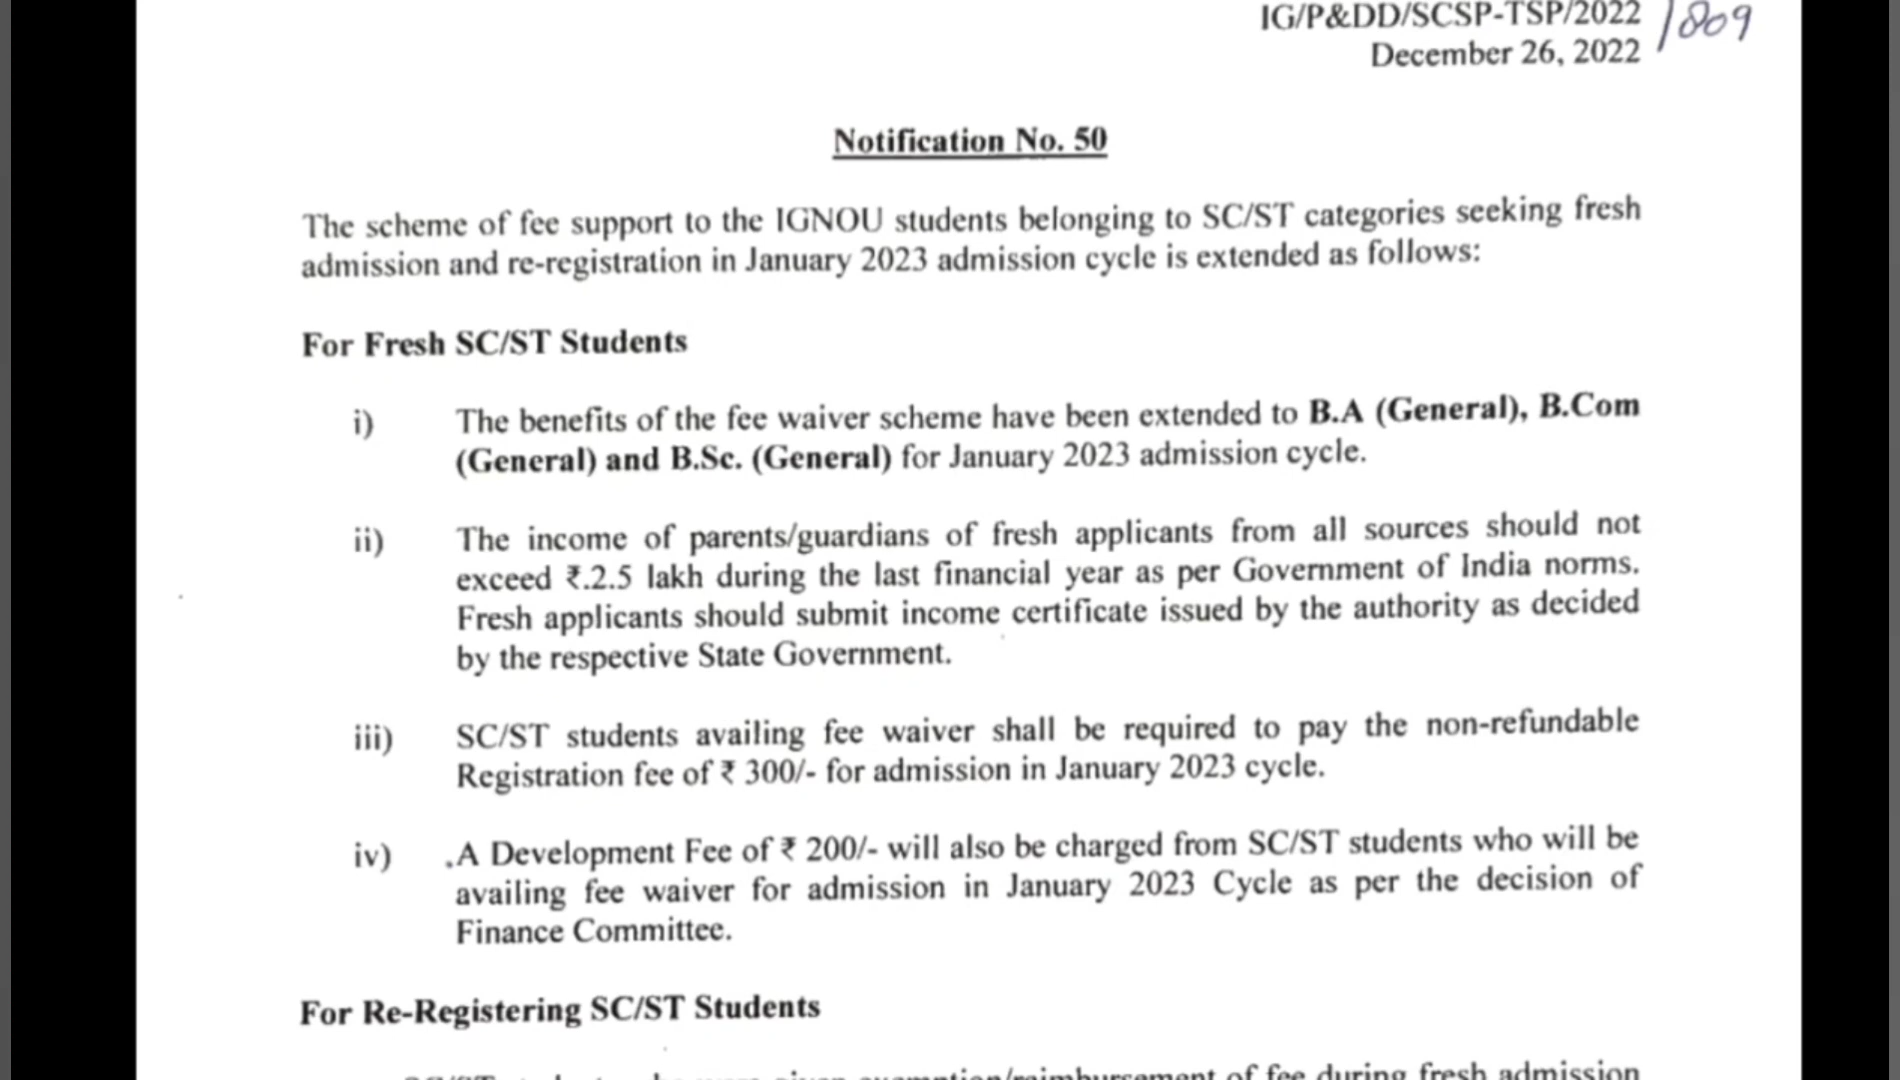 IG/P&DD/SCSP-TSP/2022 /809
December 26, 2022
Notification No. 50
The scheme of fee support to the IGNOU students belonging to SC/ST categories seeking fresh
admission and re-registration in January 2023 admission cycle is extended as follows:
For Fresh SC/ST Students
i) The benefits of the fee waiver scheme have been extended to B.A (General), B.Com
(General) and B.Sc. (General) for January 2023 admission cycle.
ii) The income of parents/guardians of fresh applicants from all sources should not
exceed ₹.2.5 lakh during the last financial year as per Government of India norms.
Fresh applicants should submit income certificate issued by the authority as decided
by the respective State Government.
iii) SC/ST students availing fee waiver shall be required to pay the non-refundable
Registration fee of ₹ 300/- for admission in January 2023 cycle.
iv) .A Development Fee of ₹ 200/- will also be charged from SC/ST students who will be
availing fee waiver for admission in January 2023 Cycle as per the decision of
Finance Committee.
For Re-Registering SC/ST Students
given exemption/reimbursement of fee during fresh admission